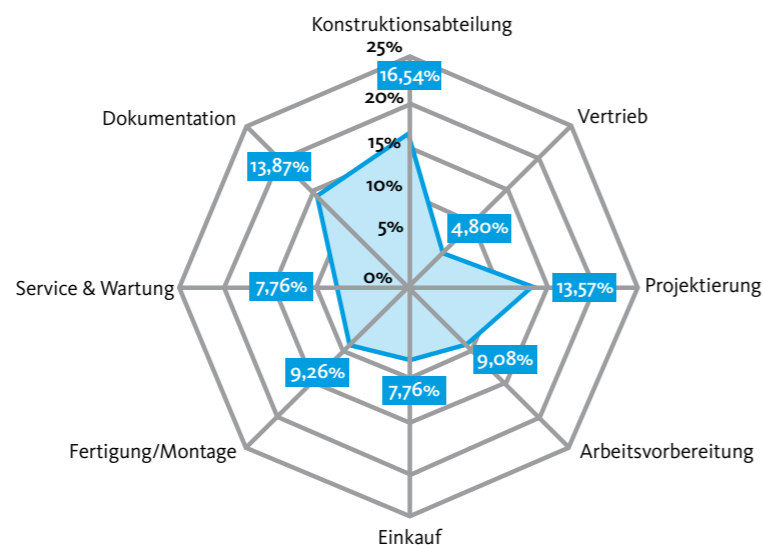 Konstruktionsabteilung
25%
16,54%
20%
Dokumentation
Vertrieb
15%
13,87%
10%
5%
4,80%
0%
Service & Wartung
7,76%
13,57%
Projektierung
9,26%
9,08%
7,76%
Fertigung/Montage
Arbeitsvorbereitung
Einkauf